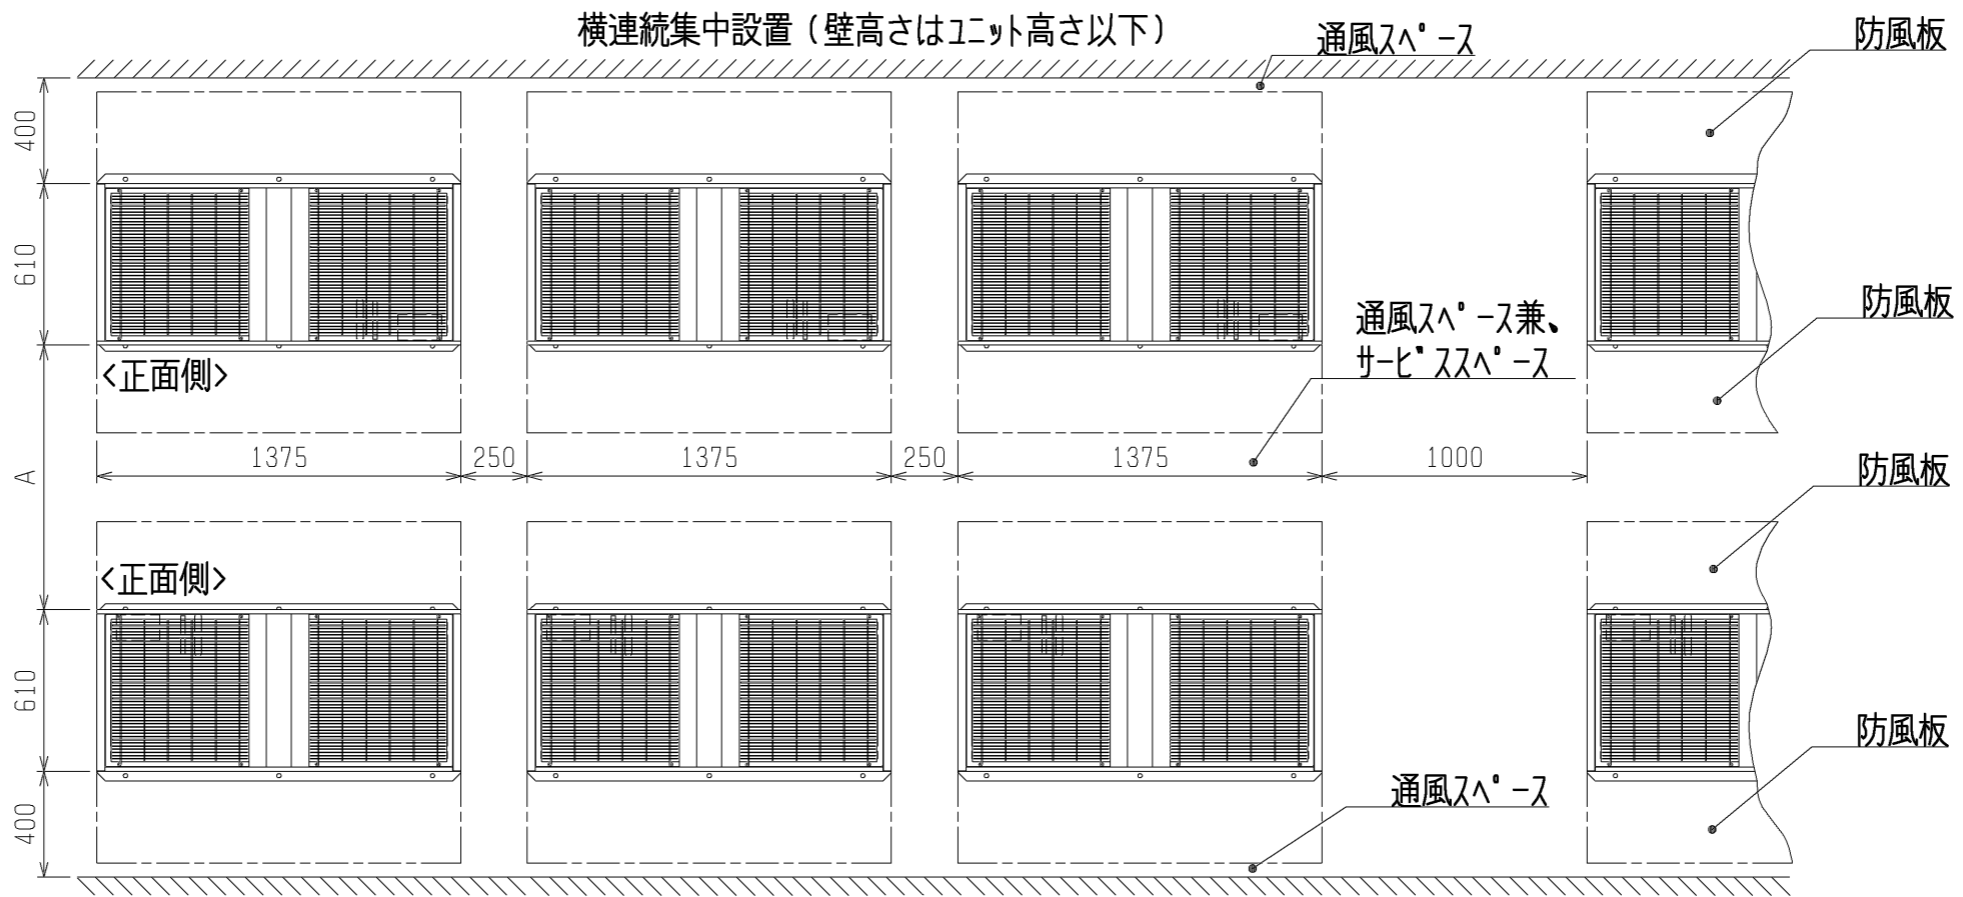 横連続集中設置（壁高さはﾕﾆｯﾄ高さ以下）
通風ｽﾍﾟｰｽ
防風板
400
610
防風板
通風ｽﾍﾟｰｽ兼、
ｻｰﾋﾞｽｽﾍﾟｰｽ
<正面側>
1375
250
1375
250
1375
1000
A
防風板
<正面側>
610
防風板
通風ｽﾍﾟｰｽ
400